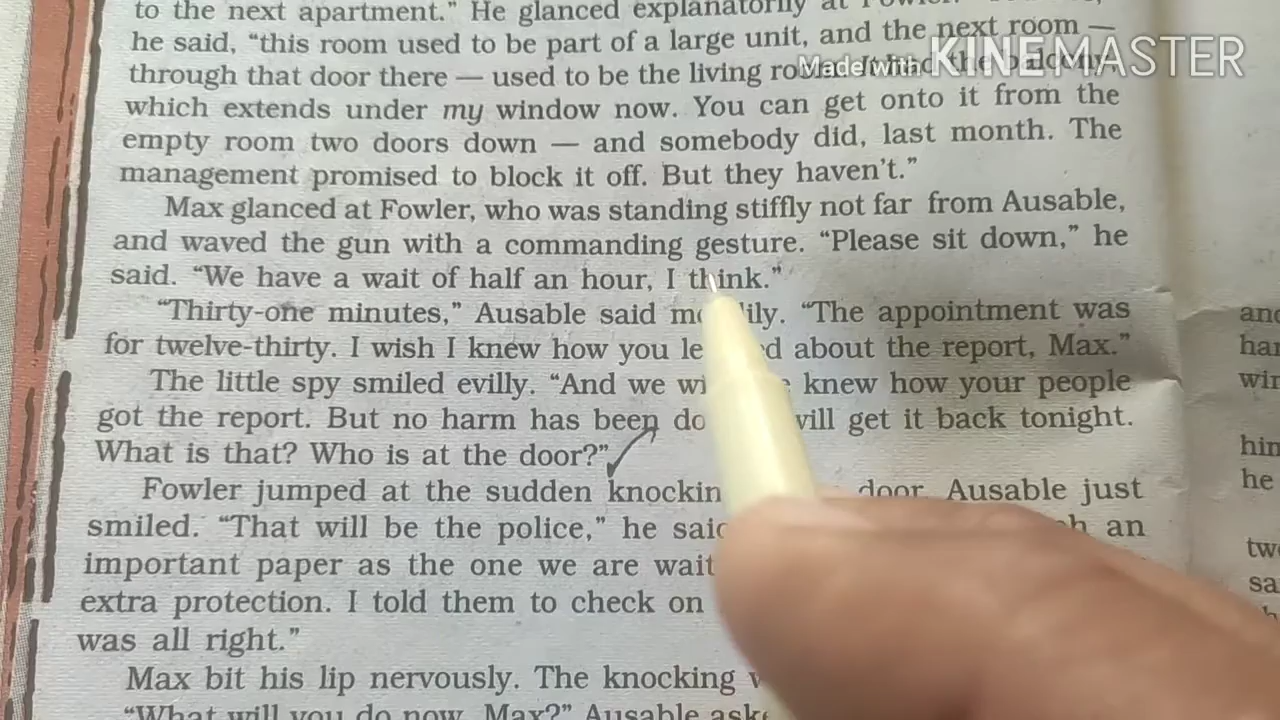 to the next apartment." He glanced explanatorily at
he said, "this room used to be part of a large unit, and the next room —
through that door there — used to be the living
which extends under my window now. You can get onto it from the
empty room two doors down — and somebody did, last month. The
management promised to block it off. But they haven't."
Max glanced at Fowler, who was standing stiffly not far from Ausable,
and waved the gun with a commanding gesture. "Please sit down," he
said. "We have a wait of half an hour, I think."
"Thirty-one minutes," Ausable said "The appointment was
for twelve-thirty. I wish I knew how you about the report, Max."
The little spy smiled evilly. "And we knew how your people
got the report. But no harm has been get it back tonight.
What is that? Who is at the door?"
Fowler jumped at the sudden door. Ausable just
smiled. "That will be the police," he an
important paper as the one we are
extra protection. I told them to check on
was all right."
Max bit his lip nervously. The knocking
"What will you do now, Max?" Ausable
Made with KINEMASTER
and
he